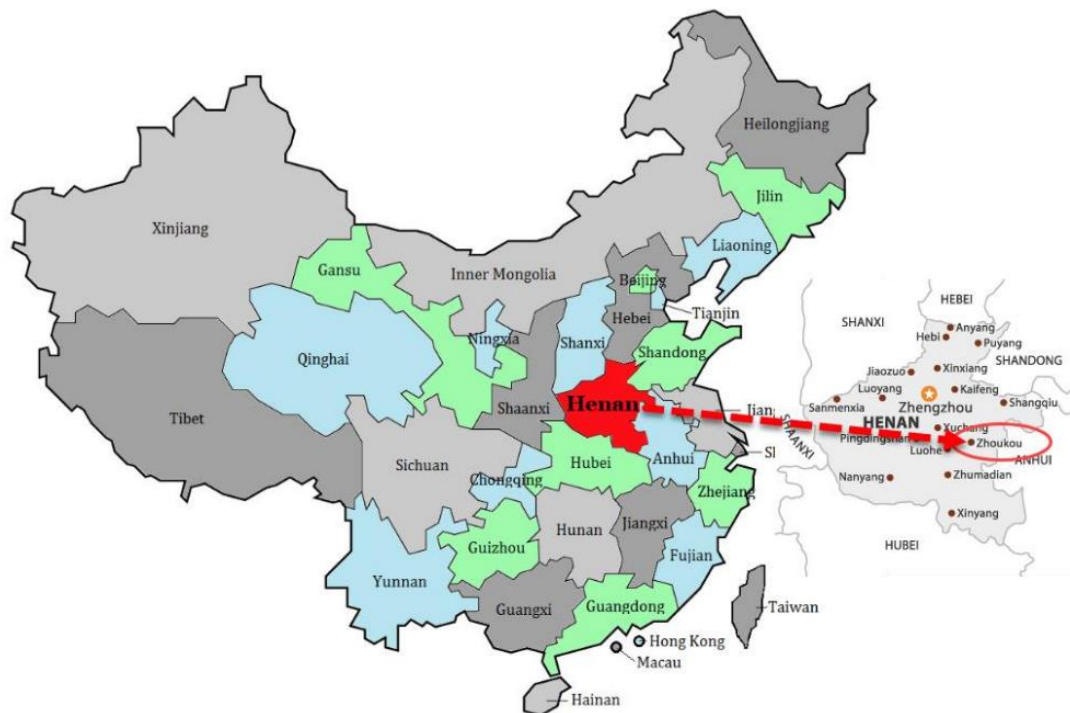 Heilongjiang
Jilin
Xinjiang
Liaoning
Gansu
Inner Mongolia
Beijing
Tianjin
Hebei
Ningxia
Shanxi
Qinghai
Shandong
Tibet
Shaanxi
Henan
Jian
Sichuan
Hubei
Anhui
Sl
Chongqing
Zhejiang
Hunan
Jiangxi
Guizhou
Fujian
Yunnan
Guangxi
Guangdong
Taiwan
Hong Kong
Macau
Hainan
HEBEI
SHANXI
Anyang
Hebi
Puyang
SHANDONG
Jiaozuo
Xinxiang
Luoyang
Kaifeng
Sanmenxia
Zhengzhou
Shangqiu
HENAN
Xuchang
SHAANXI
Pingdingshan
Zhoukou
Luohe
ANHUI
Nanyang
Zhumadian
Xinyang
HUBEI